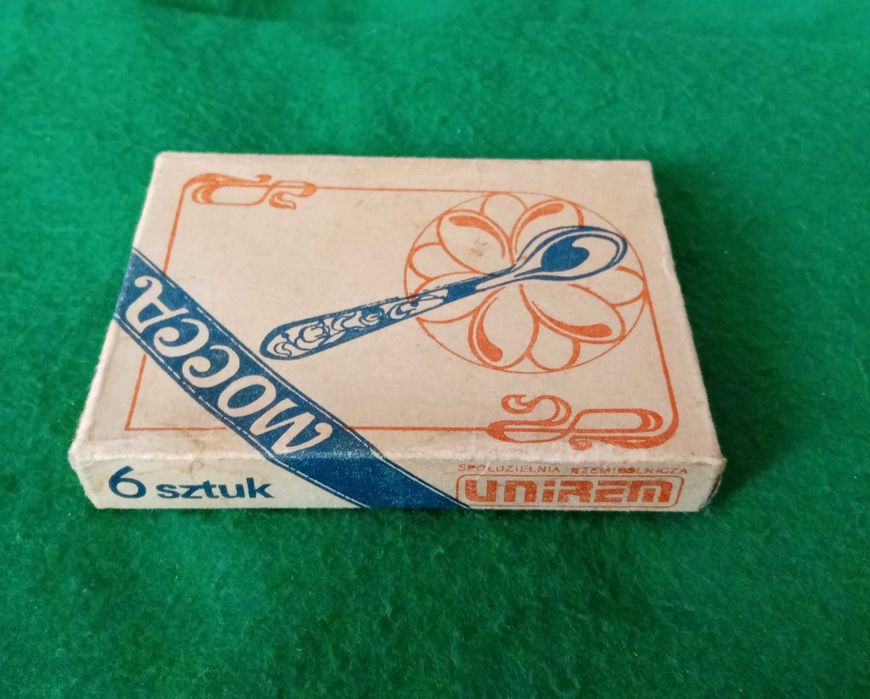 MOCCA
6 sztuk
SPÓŁDZIELNIA RZEMIEŚLNICZA
UNIREM